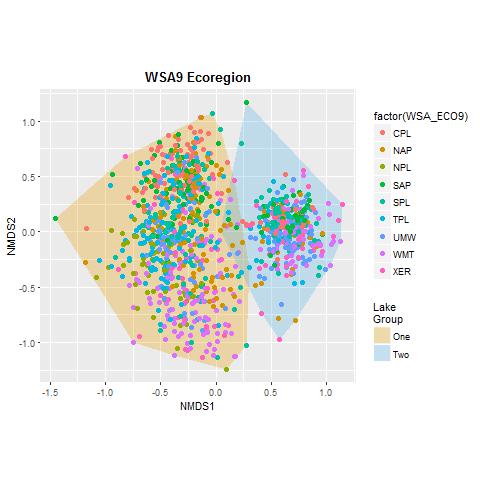 WSA9 Ecoregion
factor(WSA_ECO9)
CPL
NAP
NPL
SAP
SPL
TPL
UMW
WMT
XER
Lake
Group
One
Two
NMDS2
1.0
0.5
0.0
-0.5
-1.0
-1.5
-1.0
-0.5
0.0
0.5
1.0
NMDS1